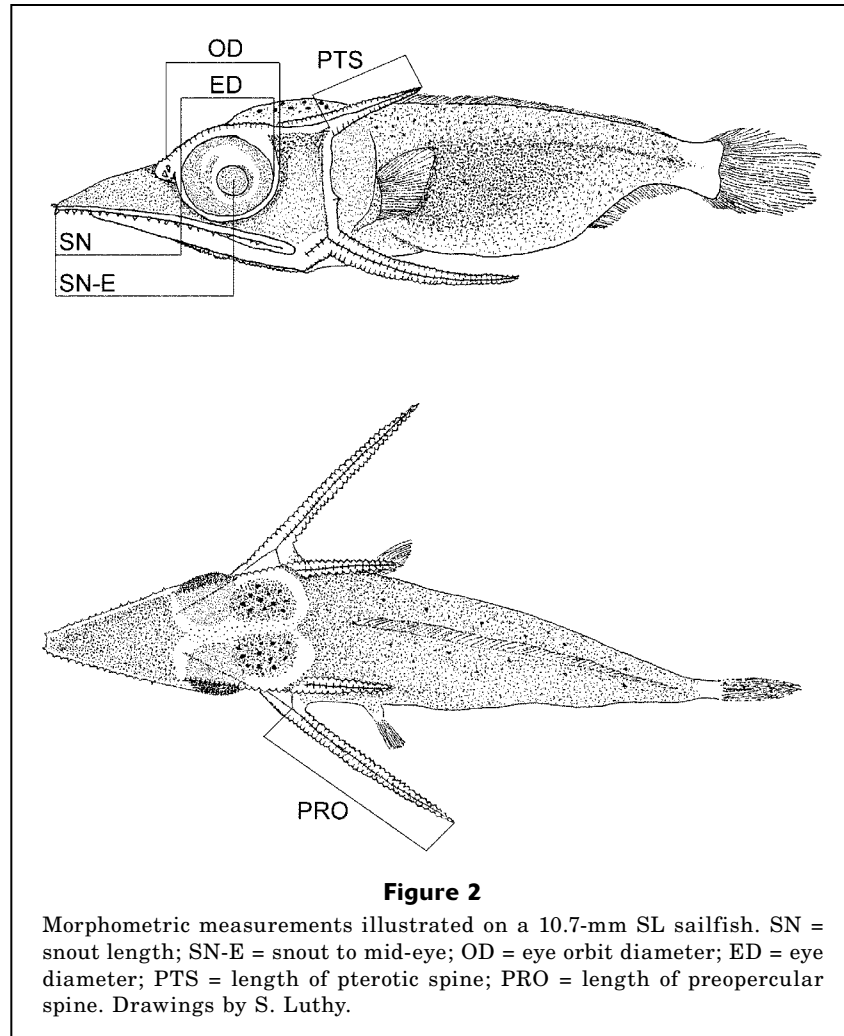 OD
PTS
ED
SN
SN-E
PRO
Figure 2
Morphometric measurements illustrated on a 10.7-mm SL sailfish. SN =
snout length; SN-E = snout to mid-eye; OD = eye orbit diameter; ED = eye
diameter; PTS = length of pterotic spine; PRO = length of preopercular
spine. Drawings by S. Luthy.